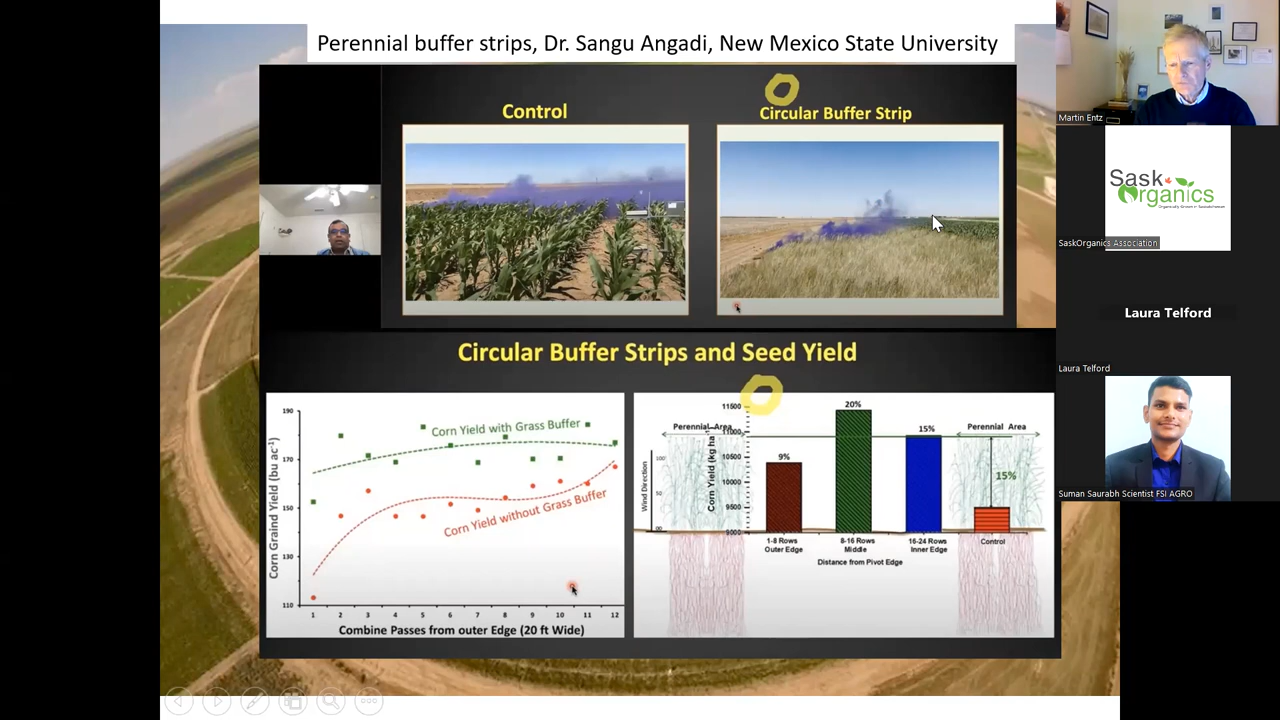 Perennial buffer strips, Dr. Sangu Angadi, New Mexico State University
Control
Circular Buffer Strip
Circular Buffer Strips and Seed Yield
Corn Graind Yield (bu ac⁻¹)
190
170
150
130
110
Corn Yield with Grass Buffer
Corn Yield without Grass Buffer
1 2 3 4 5 6 7 8 9 10 11 12
Combine Passes from outer Edge (20 ft Wide)
Perennial Area
Wind Direction
100
50
00
Corn Yield (kg ha⁻¹)
11500
11000
10500
10000
9500
9000
9%
20%
15%
Perennial Area
15%
1-8 Rows
Outer Edge
8-16 Rows
Middle
16-24 Rows
Inner Edge
Control
Distance from Pivot Edge
Martin Entz
Sask
Organics
SaskOrganics Association
Laura Telford
Laura Telford
Suman Saurabh Scientist FSI AGRO